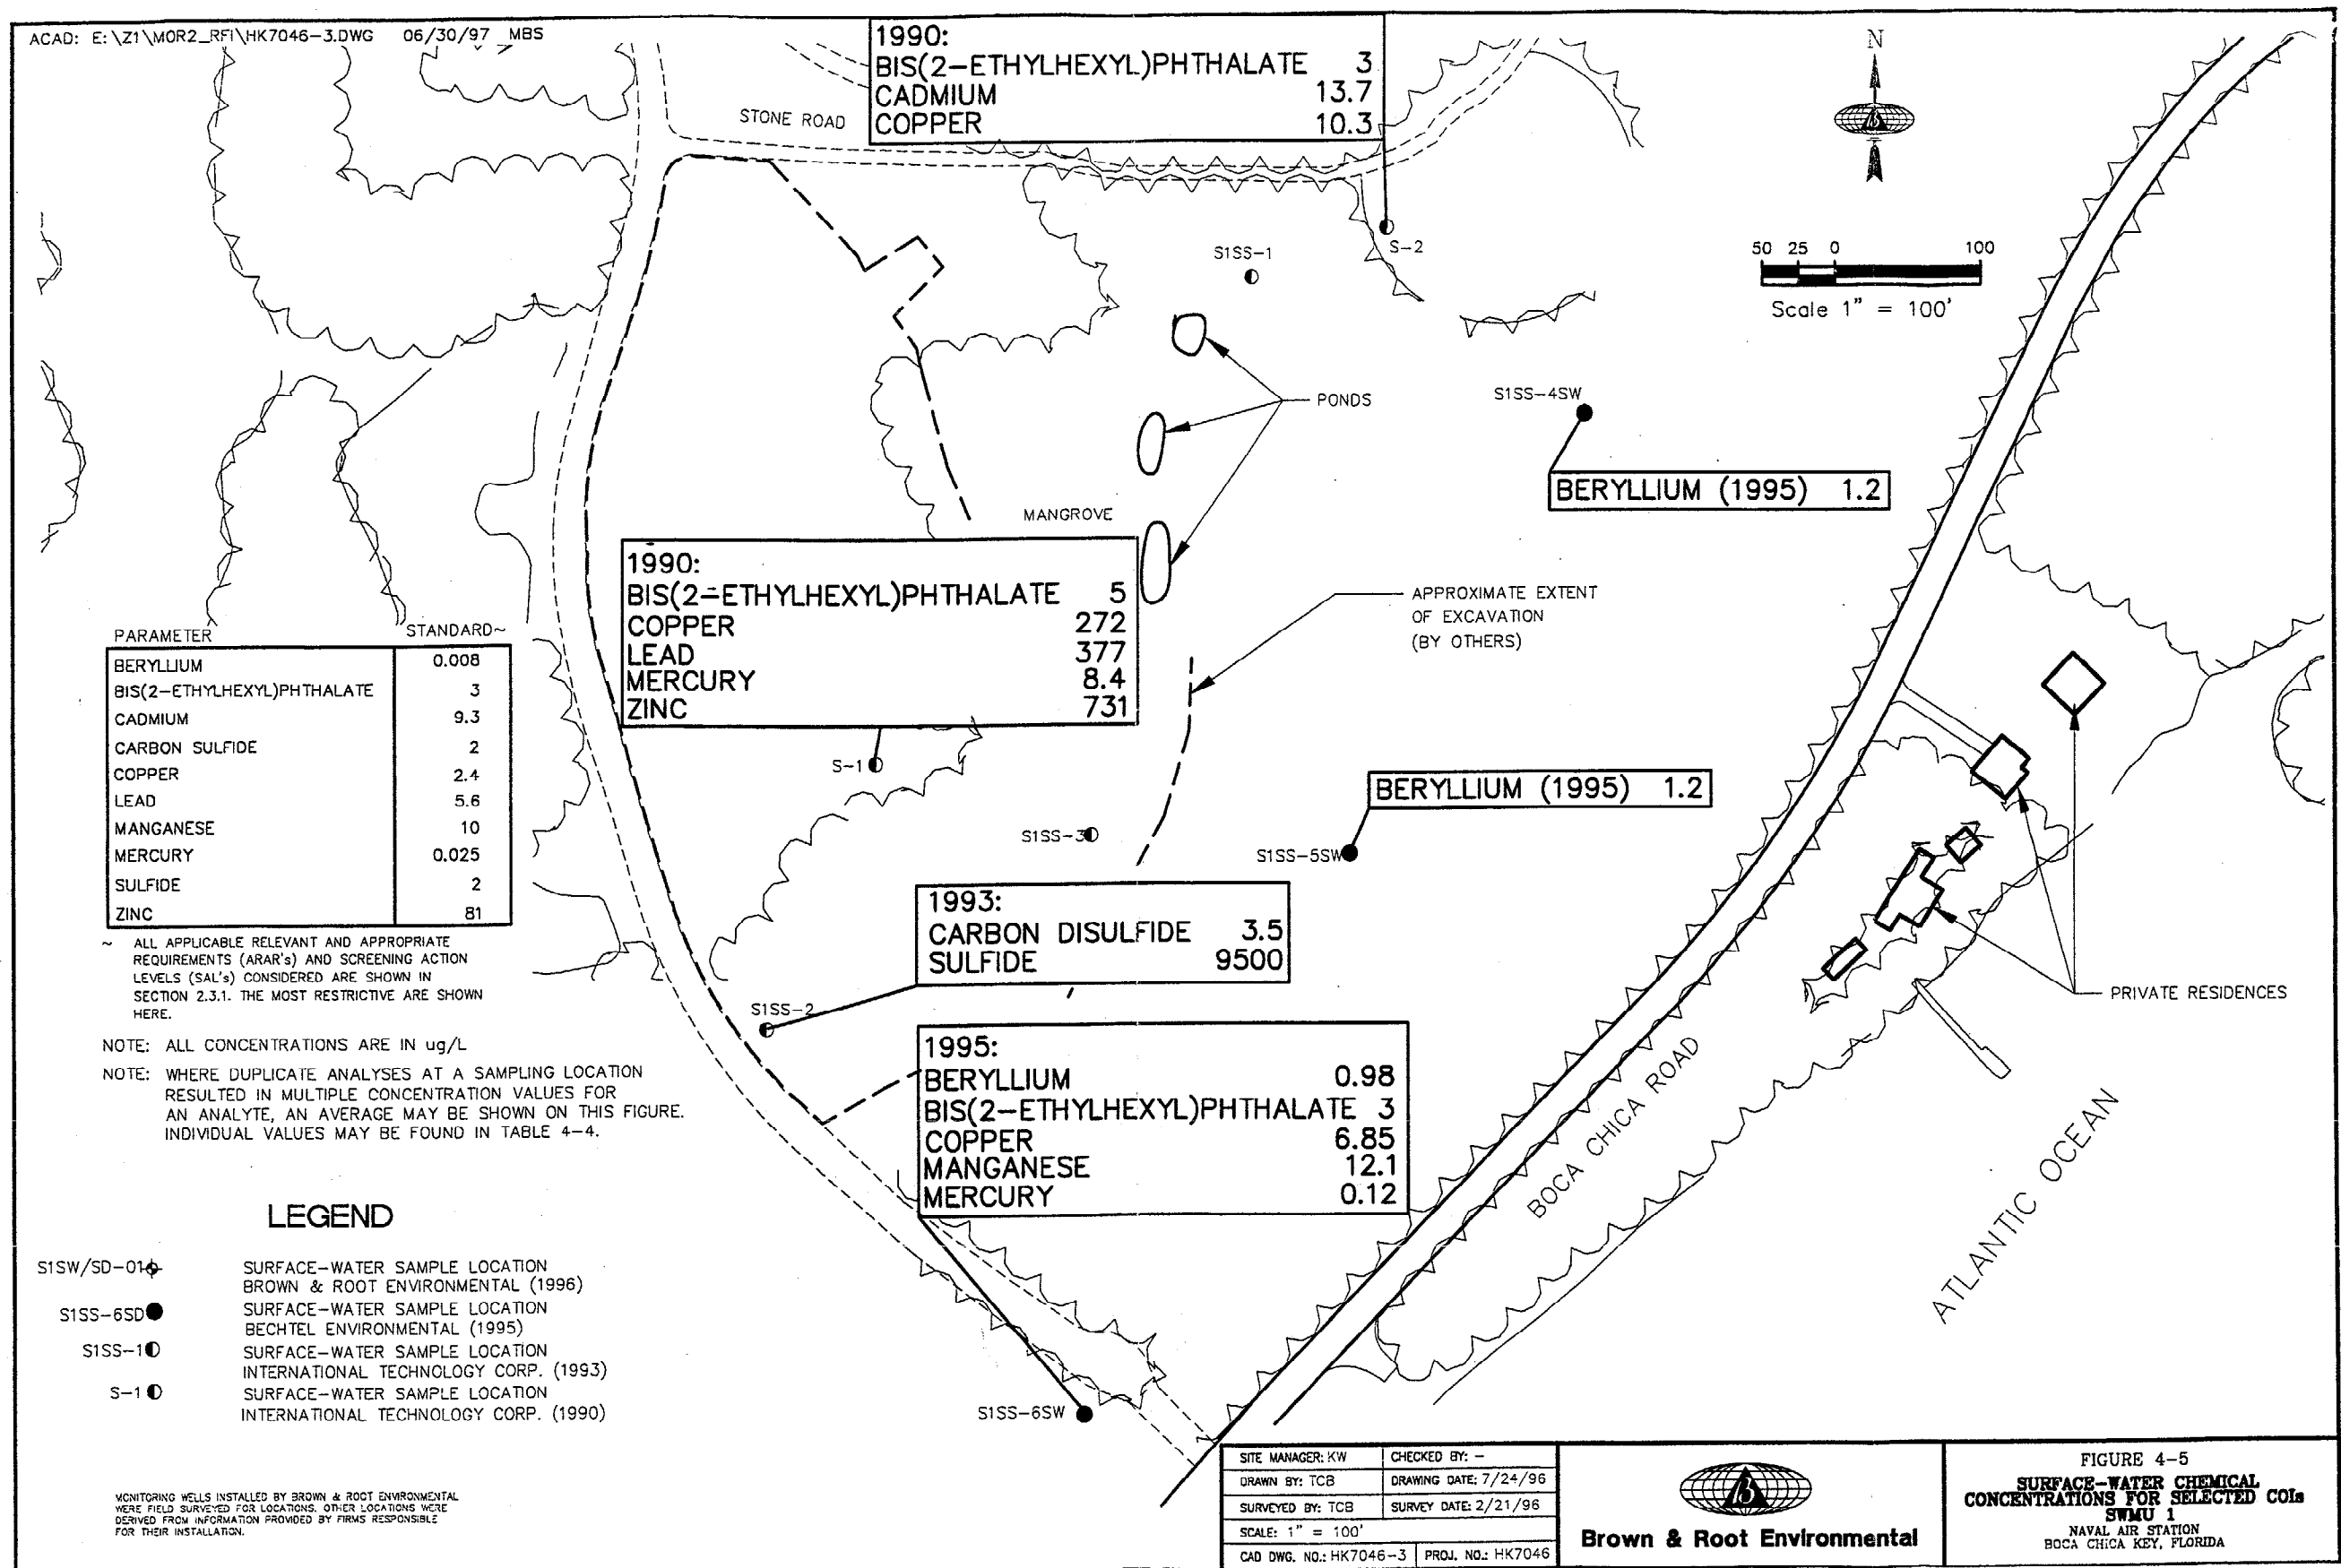 ACAD: E:\Z1\MOR2_RFI\HK7046-3.DWG 06/30/97 MBS
1990:
BIS(2-ETHYLHEXYL)PHTHALATE 3
CADMIUM 13.7
COPPER 10.3
STONE ROAD
N
S-2
S1SS-1
50 25 0 100
Scale 1" = 100'
PONDS
S1SS-4SW
BERYLLIUM (1995) 1.2
MANGROVE
1990:
BIS(2-ETHYLHEXYL)PHTHALATE 5
COPPER 272
LEAD 377
MERCURY 8.4
ZINC 731
APPROXIMATE EXTENT
OF EXCAVATION
(BY OTHERS)
PARAMETER STANDARD~
BERYLLIUM 0.008
BIS(2-ETHYLHEXYL)PHTHALATE 3
CADMIUM 9.3
CARBON SULFIDE 2
COPPER 2.4
LEAD 5.6
MANGANESE 10
MERCURY 0.025
SULFIDE 2
ZINC 81
S-1
BERYLLIUM (1995) 1.2
S1SS-3
S1SS-5SW
1993:
CARBON DISULFIDE 3.5
SULFIDE 9500
S1SS-2
PRIVATE RESIDENCES
~ ALL APPLICABLE RELEVANT AND APPROPRIATE
REQUIREMENTS (ARAR's) AND SCREENING ACTION
LEVELS (SAL's) CONSIDERED ARE SHOWN IN
SECTION 2.3.1. THE MOST RESTRICTIVE ARE SHOWN
HERE.
NOTE: ALL CONCENTRATIONS ARE IN ug/L
NOTE: WHERE DUPLICATE ANALYSES AT A SAMPLING LOCATION
RESULTED IN MULTIPLE CONCENTRATION VALUES FOR
AN ANALYTE, AN AVERAGE MAY BE SHOWN ON THIS FIGURE.
INDIVIDUAL VALUES MAY BE FOUND IN TABLE 4-4.
1995:
BERYLLIUM 0.98
BIS(2-ETHYLHEXYL)PHTHALATE 3
COPPER 6.85
MANGANESE 12.1
MERCURY 0.12
BOCA CHICA ROAD
ATLANTIC OCEAN
LEGEND
S1SW/SD-01 SURFACE-WATER SAMPLE LOCATION
BROWN & ROOT ENVIRONMENTAL (1996)
S1SS-6SD SURFACE-WATER SAMPLE LOCATION
BECHTEL ENVIRONMENTAL (1995)
S1SS-1 SURFACE-WATER SAMPLE LOCATION
INTERNATIONAL TECHNOLOGY CORP. (1993)
S-1 SURFACE-WATER SAMPLE LOCATION
INTERNATIONAL TECHNOLOGY CORP. (1990)
S1SS-6SW
MONITORING WELLS INSTALLED BY BROWN & ROOT ENVIRONMENTAL
WERE FIELD SURVEYED FOR LOCATIONS. OTHER LOCATIONS WERE
DERIVED FROM INFORMATION PROVIDED BY FIRMS RESPONSIBLE
FOR THEIR INSTALLATION.
SITE MANAGER: KW CHECKED BY: -
DRAWN BY: TCB DRAWING DATE: 7/24/96
SURVEYED BY: TCB SURVEY DATE: 2/21/96
SCALE: 1" = 100'
CAD DWG. NO.: HK7046-3 PROJ. NO.: HK7046
Brown & Root Environmental
FIGURE 4-5
SURFACE-WATER CHEMICAL
CONCENTRATIONS FOR SELECTED COIs
SWMU 1
NAVAL AIR STATION
BOCA CHICA KEY, FLORIDA